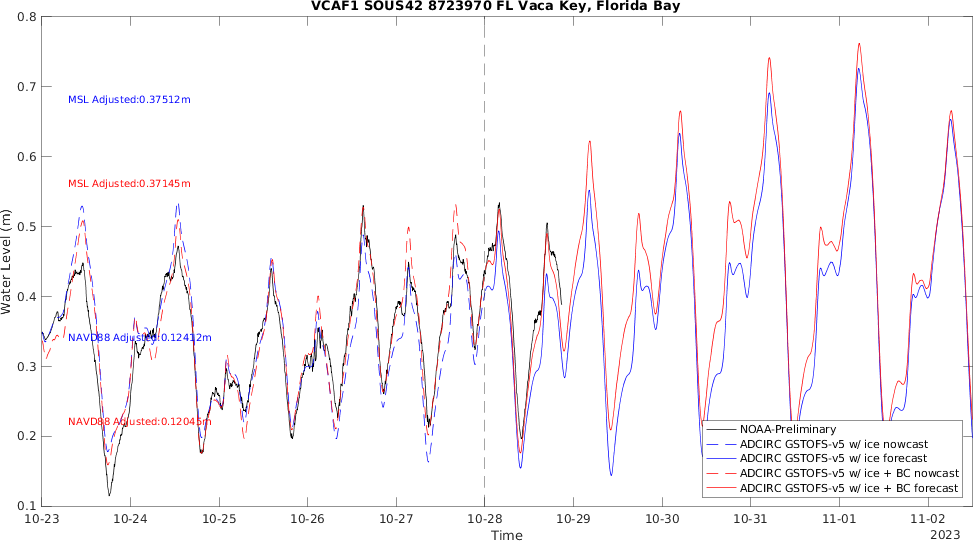 VCAF1 SOUS42 8723970 FL Vaca Key, Florida Bay
Water Level (m)
0.8
0.7
0.6
0.5
0.4
0.3
0.2
0.1
MSL Adjusted:0.37512m
MSL Adjusted:0.37145m
NAVD88 Adjusted:0.12412m
NAVD88 Adjusted:0.12045m
NOAA-Preliminary
ADCIRC GSTOFS-v5 w/ ice nowcast
ADCIRC GSTOFS-v5 w/ ice forecast
ADCIRC GSTOFS-v5 w/ ice + BC nowcast
ADCIRC GSTOFS-v5 w/ ice + BC forecast
10-23 10-24 10-25 10-26 10-27 10-28 10-29 10-30 10-31 11-01 11-02
Time
2023